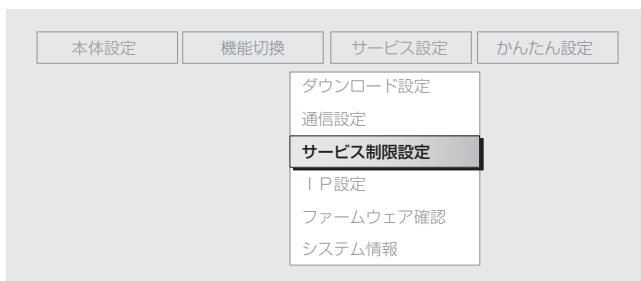 本体設定 機能切換 サービス設定 かんたん設定
ダウンロード設定
通信設定
サービス制限設定
ＩＰ設定
ファームウェア確認
システム情報